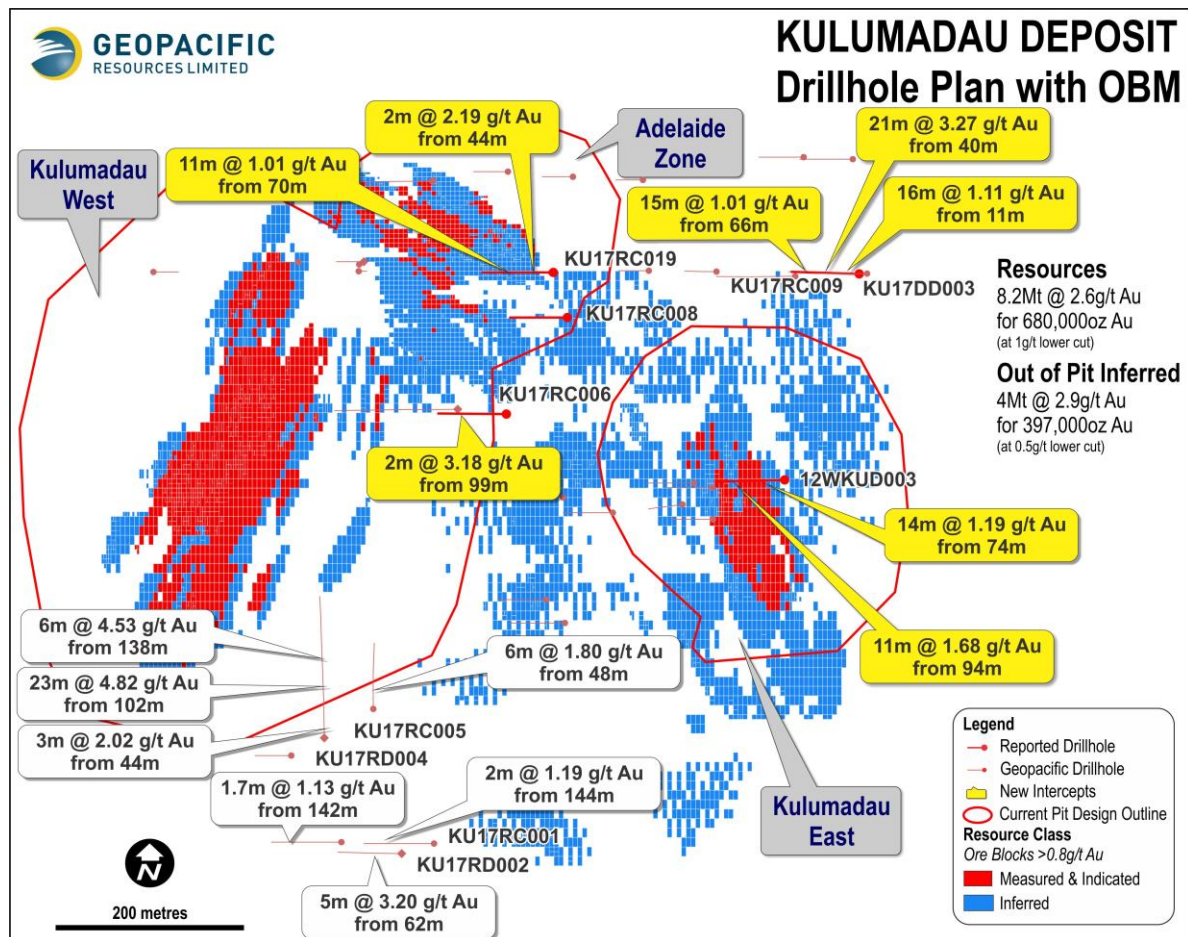 GEOPACIFIC
RESOURCES LIMITED
KULUMADAU DEPOSIT
Drillhole Plan with OBM
2m @ 2.19 g/t Au
from 44m
Adelaide
Zone
21m @ 3.27 g/t Au
from 40m
Kulumadau
West
11m @ 1.01 g/t Au
from 70m
15m @ 1.01 g/t Au
from 66m
16m @ 1.11 g/t Au
from 11m
KU17RC019
KU17RC009
KU17DD003
KU17RC008
Resources
8.2Mt @ 2.6g/t Au
for 680,000oz Au
(at 1g/t lower cut)
Out of Pit Inferred
4Mt @ 2.9g/t Au
for 397,000oz Au
(at 0.5g/t lower cut)
KU17RC006
2m @ 3.18 g/t Au
from 99m
12WKUD003
14m @ 1.19 g/t Au
from 74m
6m @ 4.53 g/t Au
from 138m
6m @ 1.80 g/t Au
from 48m
11m @ 1.68 g/t Au
from 94m
23m @ 4.82 g/t Au
from 102m
3m @ 2.02 g/t Au
from 44m
KU17RC005
KU17RD004
1.7m @ 1.13 g/t Au
from 142m
2m @ 1.19 g/t Au
from 144m
Kulumadau
East
KU17RC001
KU17RD002
5m @ 3.20 g/t Au
from 62m
N
200 metres
Legend
Reported Drillhole
Geopacific Drillhole
New Intercepts
Current Pit Design Outline
Resource Class
Ore Blocks >0.8g/t Au
Measured & Indicated
Inferred